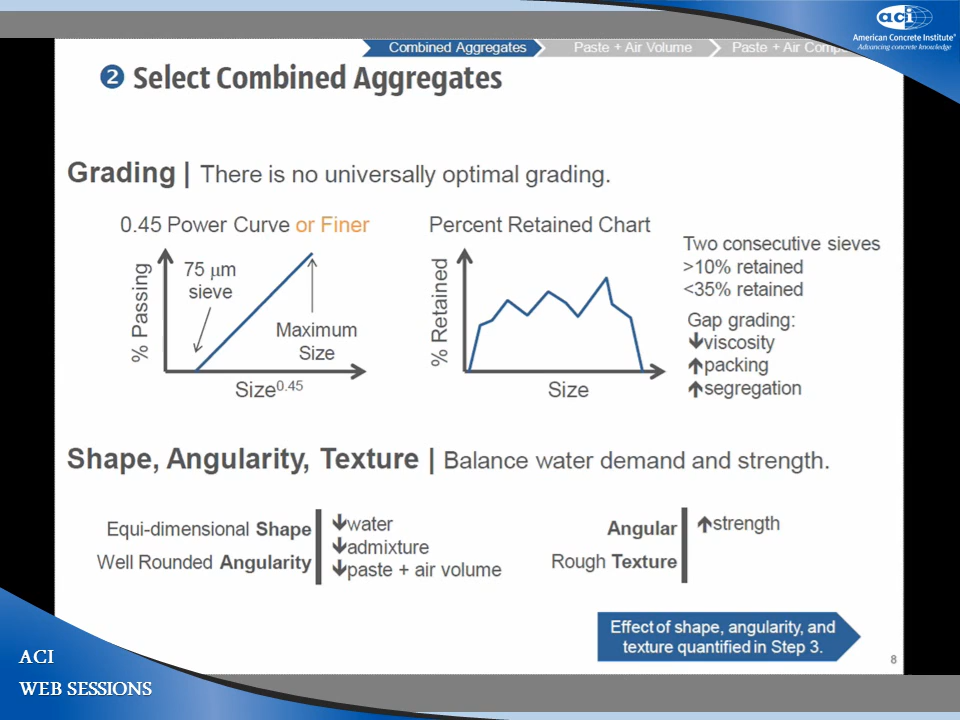 aci
American Concrete Institute®
Advancing concrete knowledge
Combined Aggregates
Paste + Air Volume
Paste + Air
❷ Select Combined Aggregates
Grading | There is no universally optimal grading.
0.45 Power Curve or Finer
% Passing
75 μm
sieve
Maximum
Size
Size0.45
Percent Retained Chart
% Retained
Size
Two consecutive sieves
>10% retained
<35% retained
Gap grading:
🡻viscosity
🡹packing
🡹segregation
Shape, Angularity, Texture | Balance water demand and strength.
Equi-dimensional Shape
Well Rounded Angularity
🡻water
🡻admixture
🡻paste + air volume
Angular
Rough Texture
🡹strength
Effect of shape, angularity, and
texture quantified in Step 3.
8
ACI
WEB SESSIONS